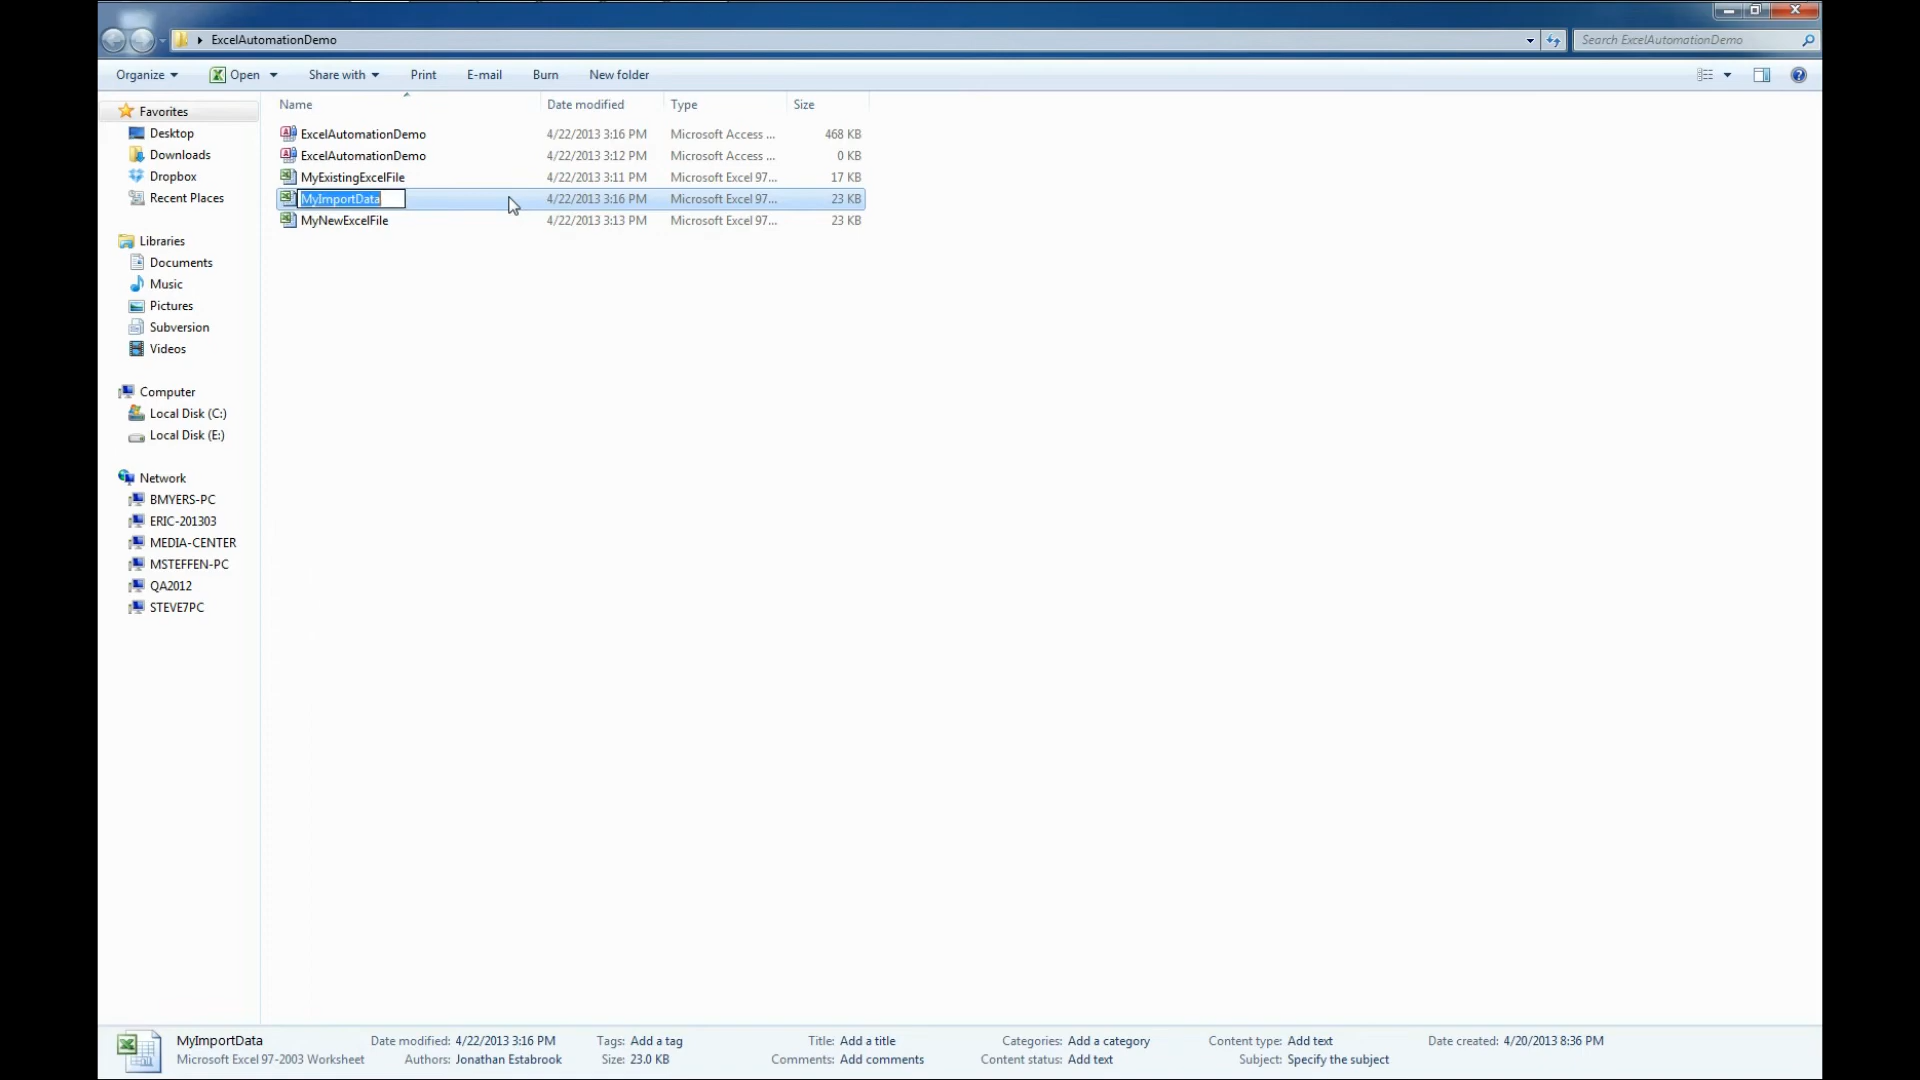 ExcelAutomationDemo
Search ExcelAutomationDemo
Organize Open Share with Print E-mail Burn New folder
Name Date modified Type Size
Favorites
Desktop
Downloads
Dropbox
Recent Places
Libraries
Documents
Music
Pictures
Subversion
Videos
Computer
Local Disk (C:)
Local Disk (E:)
Network
BMYERS-PC
ERIC-201303
MEDIA-CENTER
MSTEFFEN-PC
QA2012
STEVE7PC
ExcelAutomationDemo 4/22/2013 3:16 PM Microsoft Access ... 468 KB
ExcelAutomationDemo 4/22/2013 3:12 PM Microsoft Access ... 0 KB
MyExistingExcelFile 4/22/2013 3:11 PM Microsoft Excel 97... 17 KB
MyImportData 4/22/2013 3:16 PM Microsoft Excel 97... 23 KB
MyNewExcelFile 4/22/2013 3:13 PM Microsoft Excel 97... 23 KB
MyImportData Date modified: 4/22/2013 3:16 PM Tags: Add a tag Title: Add a title Categories: Add a category Content type: Add text Date created: 4/20/2013 8:36 PM
Microsoft Excel 97-2003 Worksheet Authors: Jonathan Estabrook Size: 23.0 KB Comments: Add comments Content status: Add text Subject: Specify the subject